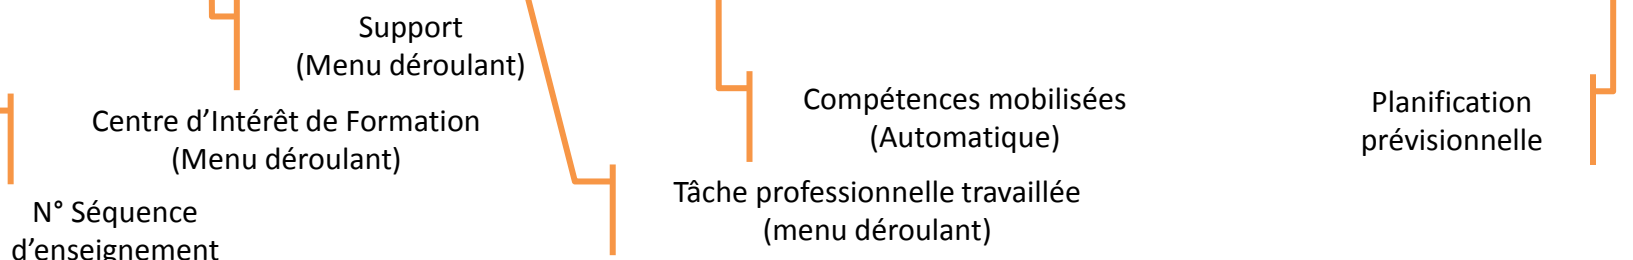 Support
(Menu déroulant)
Centre d’Intérêt de Formation
(Menu déroulant)
N° Séquence
d’enseignement
Compétences mobilisées
(Automatique)
Tâche professionnelle travaillée
(menu déroulant)
Planification
prévisionnelle